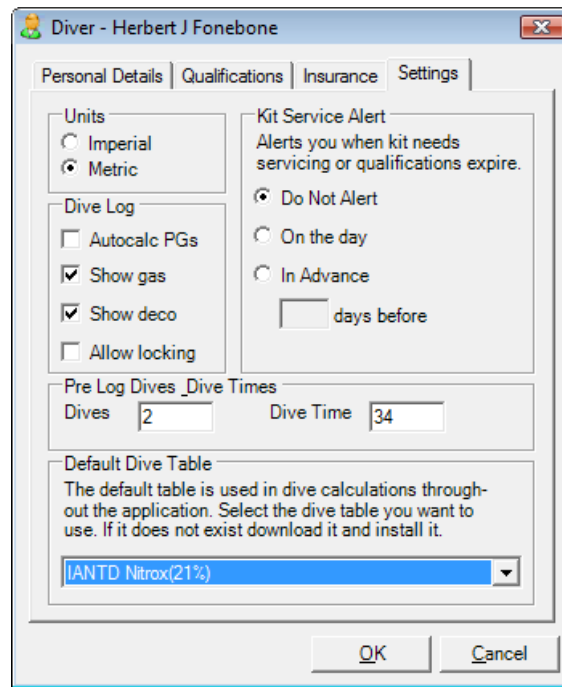 Diver - Herbert J Fonebone
Personal Details Qualifications Insurance Settings
Units
Imperial
Metric
Dive Log
Autocalc PGs
Show gas
Show deco
Allow locking
Kit Service Alert
Alerts you when kit needs
servicing or qualifications expire.
Do Not Alert
On the day
In Advance
days before
Pre Log Dives _Dive Times
Dives 2 Dive Time 34
Default Dive Table
The default table is used in dive calculations through-
out the application. Select the dive table you want to
use. If it does not exist download it and install it.
IANTD Nitrox(21%)
OK Cancel